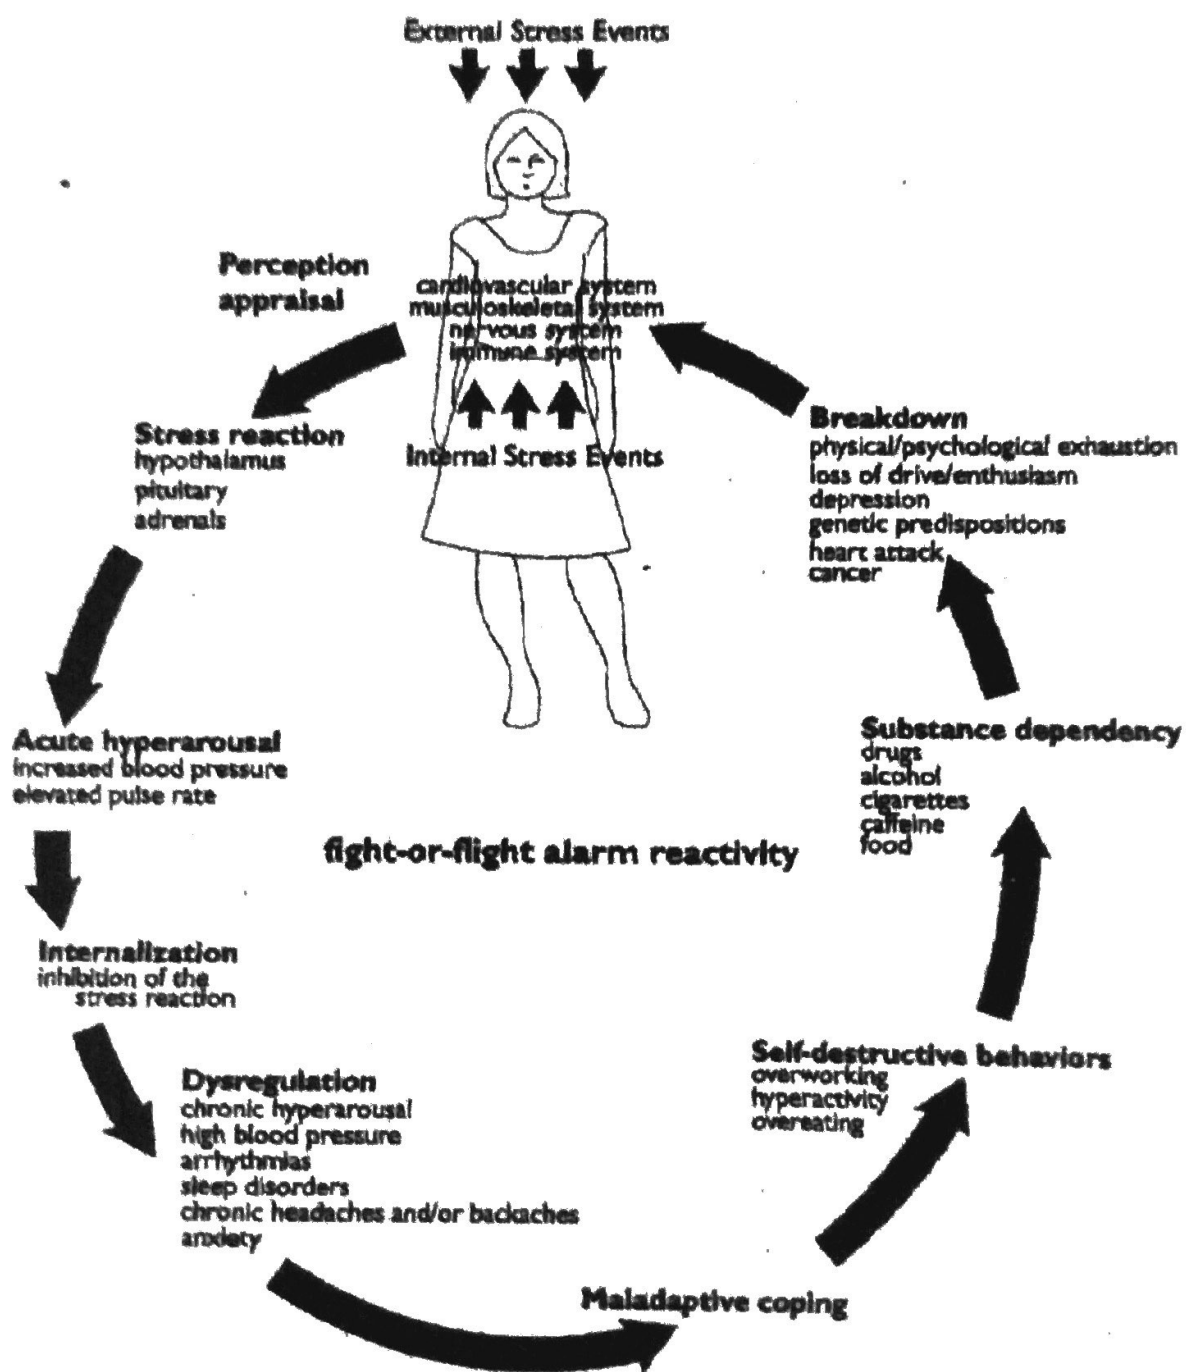 External Stress Events
Perception
appraisal
cardiovascular system
musculoskeletal system
nervous system
immune system
Internal Stress Events
Stress reaction
hypothalamus
pituitary
adrenals
Acute hyperarousal
increased blood pressure
elevated pulse rate
fight-or-flight alarm reactivity
Internalization
inhibition of the
stress reaction
Dysregulation
chronic hyperarousal
high blood pressure
arrhythmias
sleep disorders
chronic headaches and/or backaches
anxiety
Maladaptive coping
Self-destructive behaviors
overworking
hyperactivity
overeating
Substance dependency
drugs
alcohol
cigarettes
caffeine
food
Breakdown
physical/psychological exhaustion
loss of drive/enthusiasm
depression
genetic predispositions
heart attack
cancer